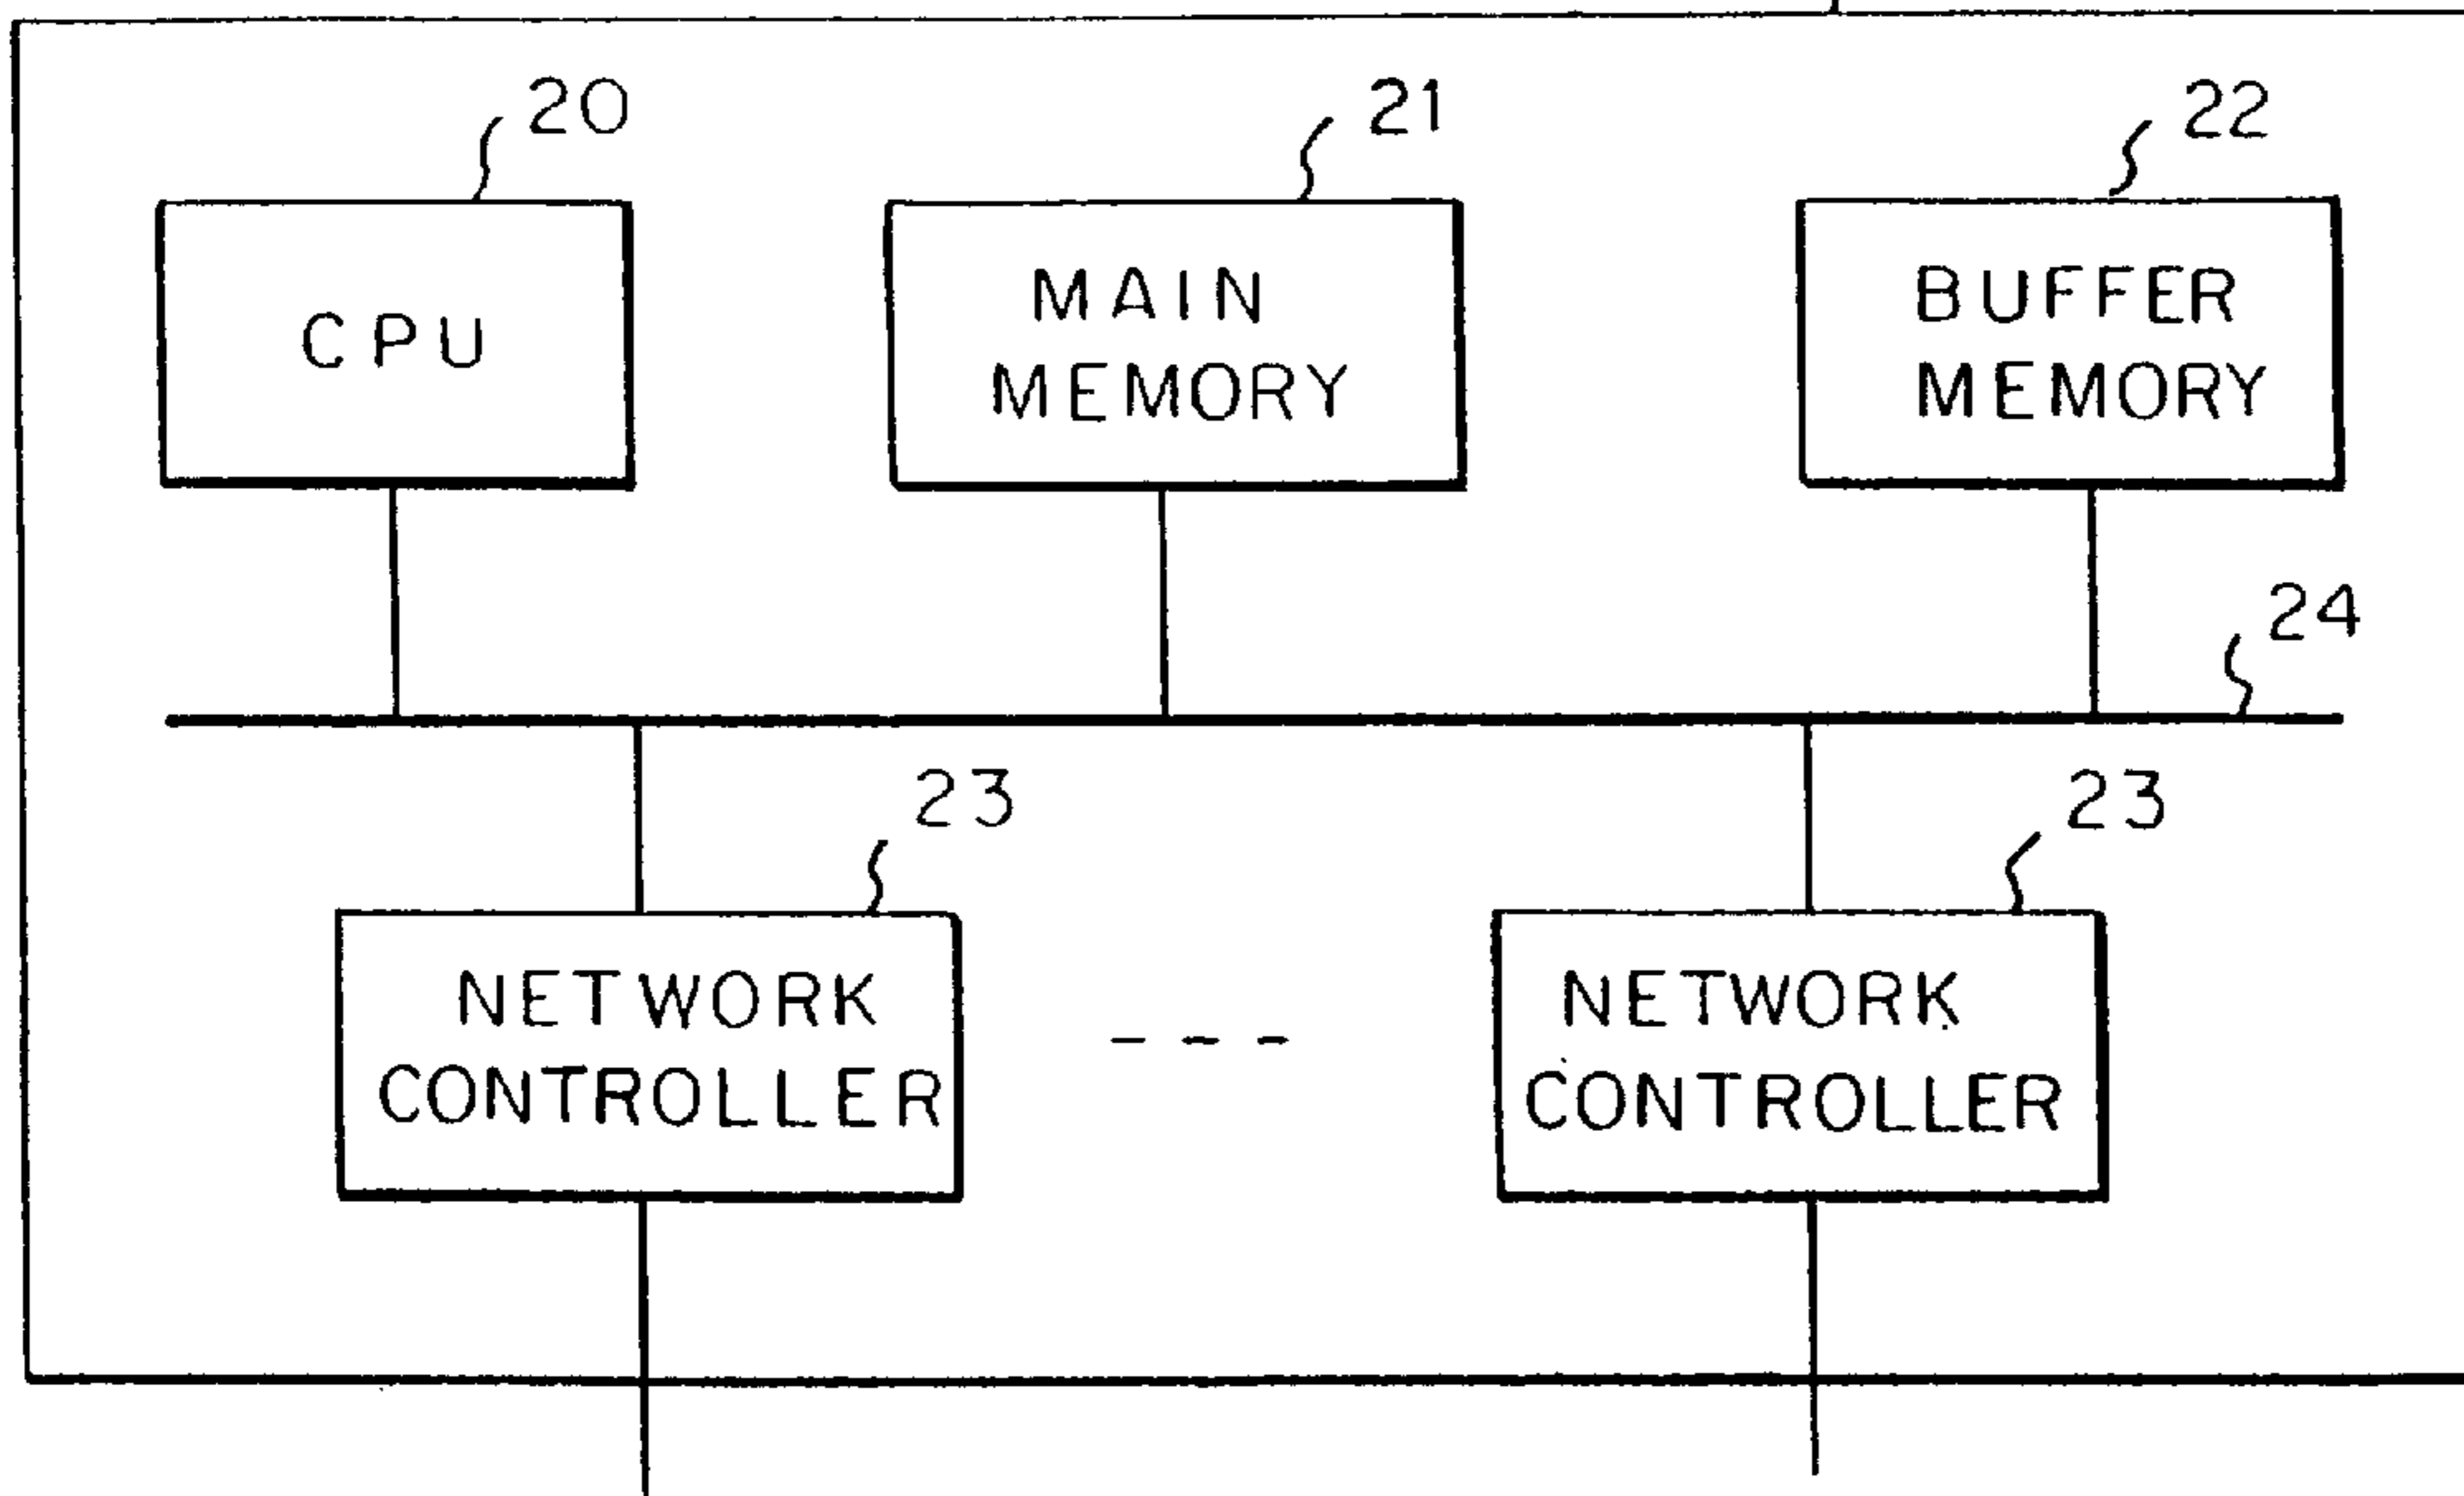 20
21
22
CPU
MAIN
MEMORY
BUFFER
MEMORY
24
23
23
NETWORK
CONTROLLER
NETWORK
CONTROLLER